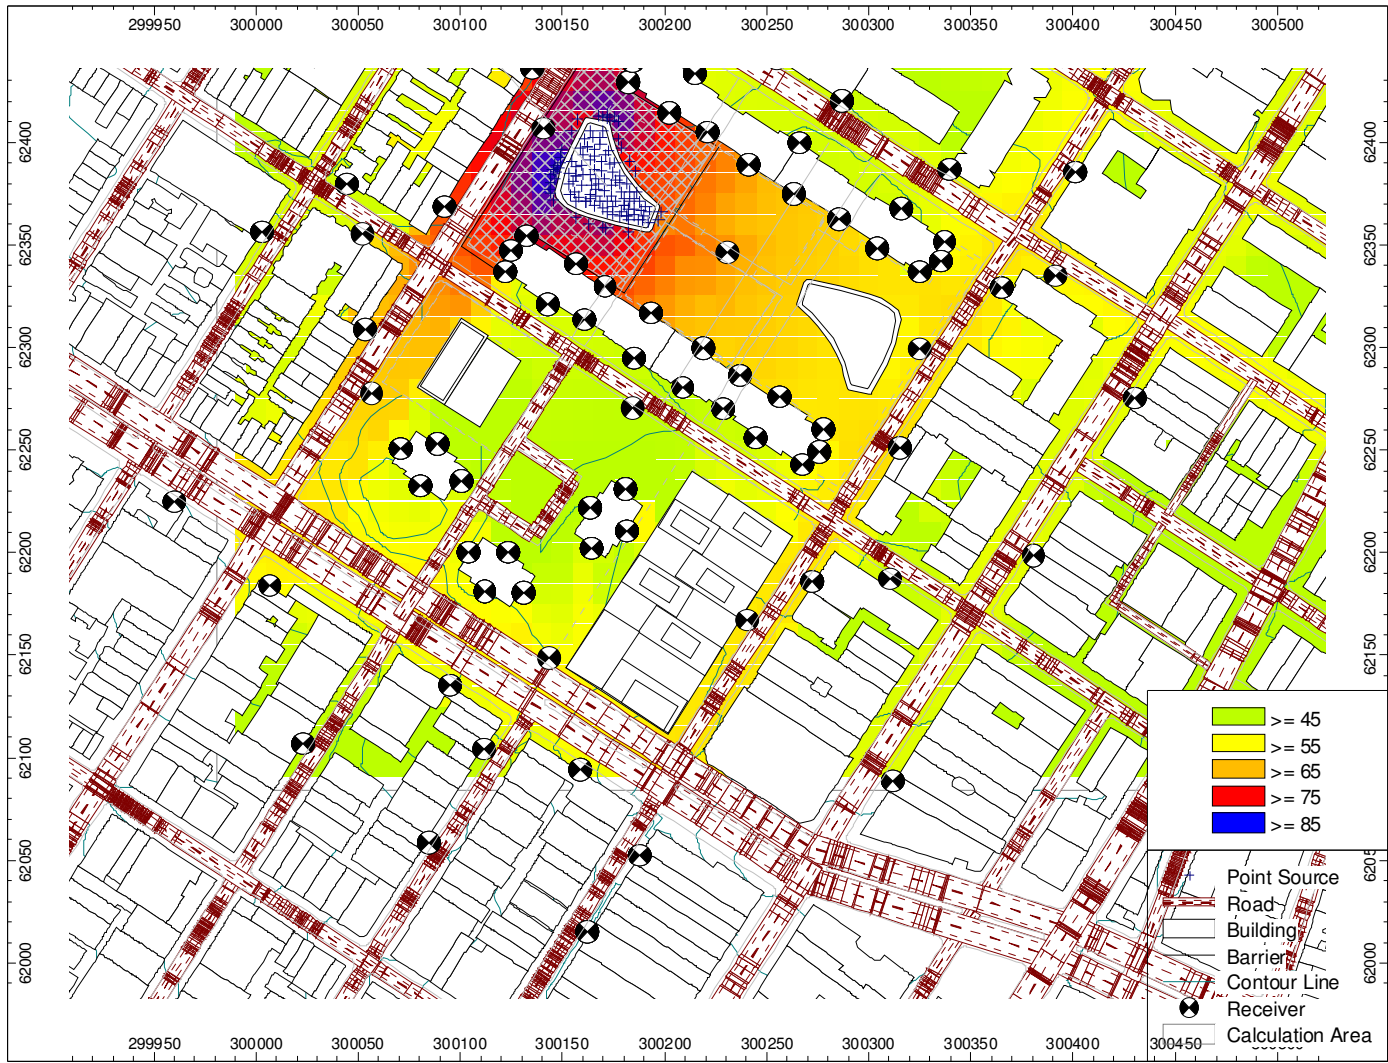 299950 300000 300050 300100 300150 300200 300250 300300 300350 300400 300450 300500
62400 62400
62350 62350
62300 62300
62250 62250
62200 62200
62150 62150
62100
62050
62000 62000
>= 45
>= 55
>= 65
>= 75
>= 85
Point Source
Road
Building
Barrier
Contour Line
Receiver
Calculation Area
299950 300000 300050 300100 300150 300200 300250 300300 300350 300400 300450